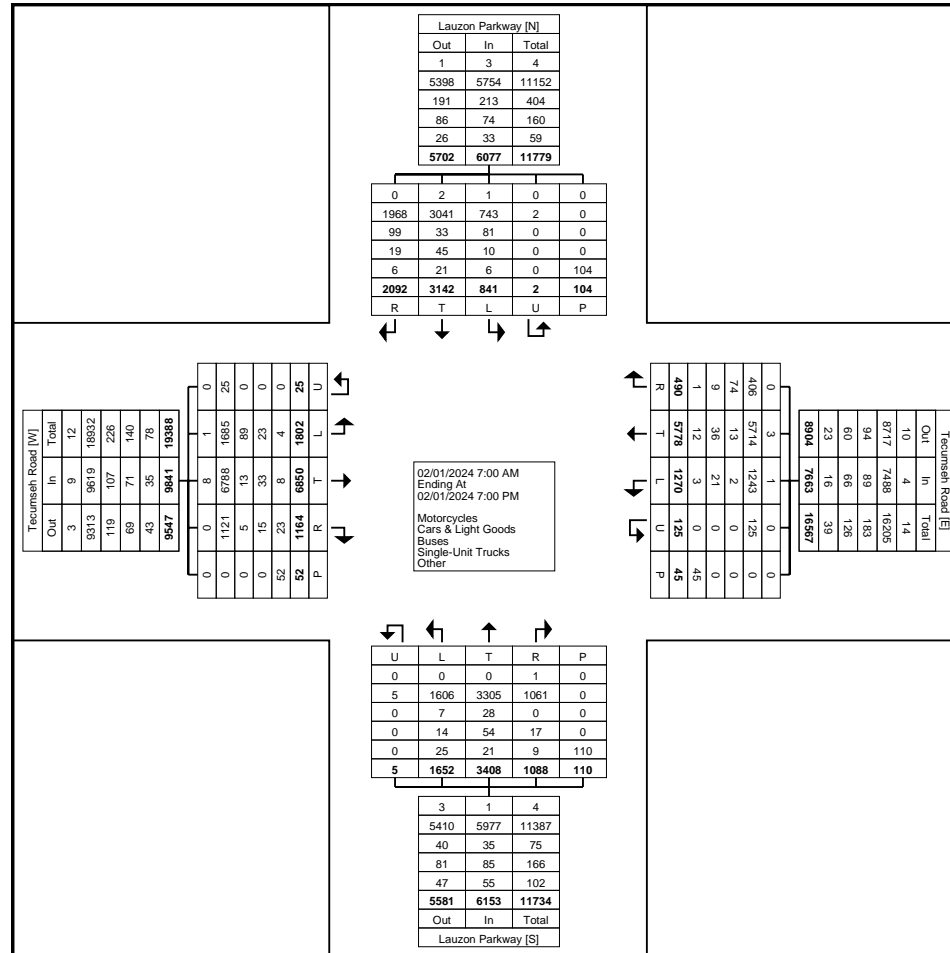 Lauzon Parkway [N]
Out In Total
1 3 4
5398 5754 11152
191 213 404
86 74 160
26 33 59
5702 6077 11779
0 2 1 0 0
1968 3041 743 2 0
99 33 81 0 0
19 45 10 0 0
6 21 6 0 104
2092 3142 841 2 104
R T L U P
Tecumseh Road [W]
Total In Out
12 9 3
18932 9619 9313
226 107 119
140 71 69
78 35 43
19388 9841 9547
0 1 8 0 0
25 1685 6788 1121 0
0 89 13 5 0
0 23 33 15 0
0 4 8 23 52
25 1802 6850 1164 52
U L T R P
02/01/2024 7:00 AM
Ending At
02/01/2024 7:00 PM
Motorcycles
Cars & Light Goods
Buses
Single-Unit Trucks
Other
Tecumseh Road [E]
Out In Total
10 4 14
8717 7488 16205
94 89 183
60 66 126
23 16 39
8904 7663 16567
0 3 1 0 0
406 5714 1243 125 0
74 13 2 0 0
9 36 21 0 0
1 12 3 0 45
490 5778 1270 125 45
R T L U P
U L T R P
0 0 0 1 0
5 1606 3305 1061 0
0 7 28 0 0
0 14 54 17 0
0 25 21 9 110
5 1652 3408 1088 110
3 1 4
5410 5977 11387
40 35 75
81 85 166
47 55 102
5581 6153 11734
Out In Total
Lauzon Parkway [S]